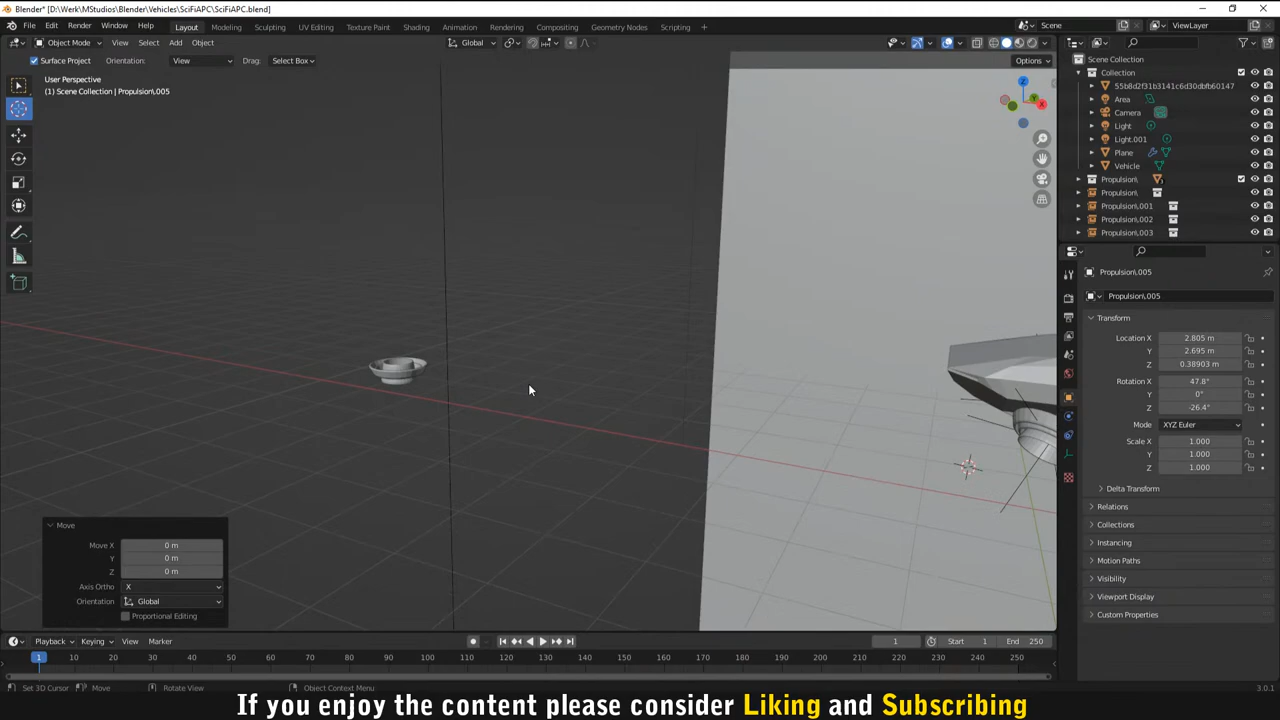 Blender* [D:\Werk\MStudios\Blender\Vehicles\SciFiAPC\SciFiAPC.blend]
File Edit Render Window Help Layout Modeling Sculpting UV Editing Texture Paint Shading Animation Rendering Compositing Geometry Nodes Scripting Scene ViewLayer
Object Mode View Select Add Object Global
Surface Project Orientation: View Drag: Select Box Options
User Perspective
(1) Scene Collection | Propulsion\.005
Z
Y
X
Scene Collection
Collection
55b8d2f31b3141c6d30dbfb60147
Area
Camera
Light
Light.001
Plane
Vehicle
Propulsion\
Propulsion\
Propulsion\.001
Propulsion\.002
Propulsion\.003
Propulsion\.005
Propulsion\.005
Transform
Location X 2.805 m
Y 2.695 m
Z 0.38903 m
Rotation X 47.8°
Y 0°
Z -26.4°
Mode XYZ Euler
Scale X 1.000
Y 1.000
Z 1.000
Delta Transform
Relations
Collections
Instancing
Motion Paths
Visibility
Viewport Display
Custom Properties
Move
Move X 0 m
Y 0 m
Z 0 m
Axis Ortho X
Orientation Global
Proportional Editing
Playback Keying View Marker 1 Start 1 End 250
1 10 20 30 40 50 60 70 80 90 100 110 120 130 140 150 160 170 180 190 200 210 220 230 240 250
Set 3D Cursor Move Rotate View Object Context Menu 3.0.1
If you enjoy the content please consider Liking and Subscribing